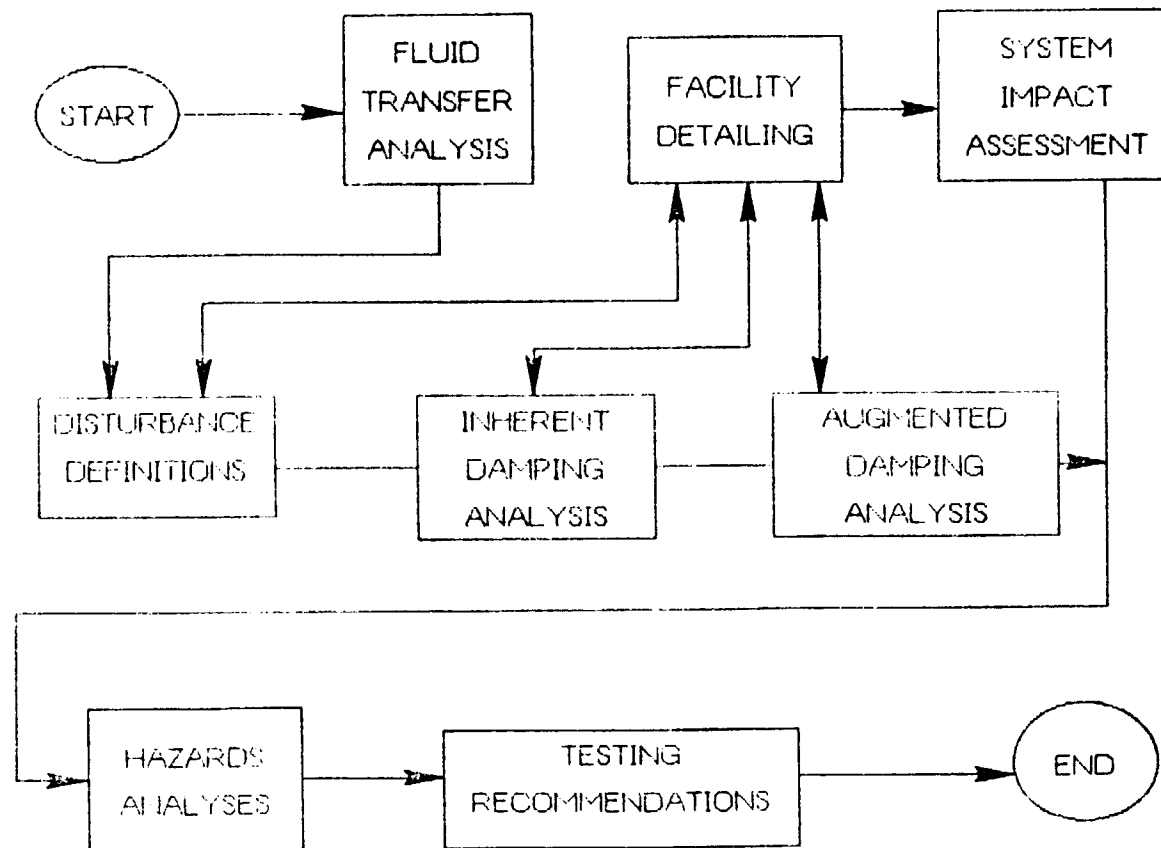 START
FLUID
TRANSFER
ANALYSIS
FACILITY
DETAILING
SYSTEM
IMPACT
ASSESSMENT
DISTURBANCE
DEFINITIONS
INHERENT
DAMPING
ANALYSIS
AUGMENTED
DAMPING
ANALYSIS
HAZARDS
ANALYSES
TESTING
RECOMMENDATIONS
END